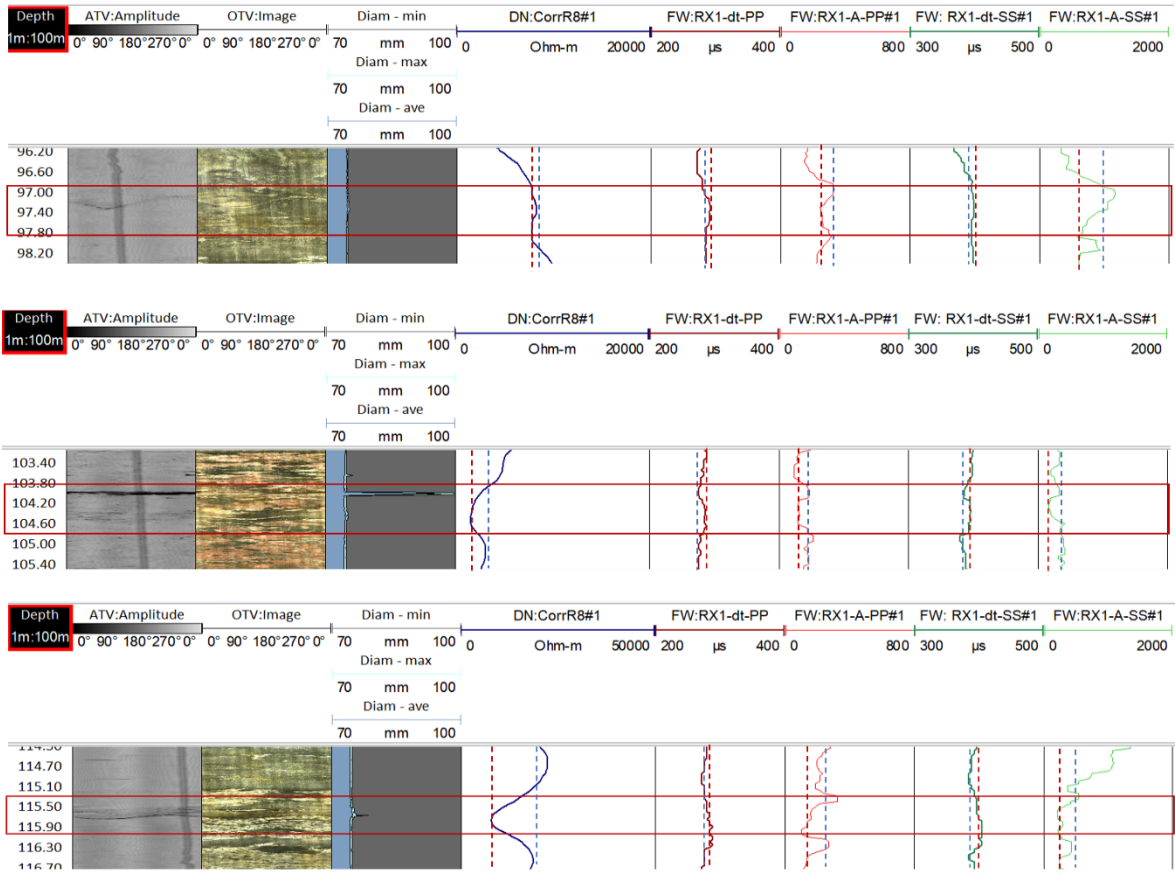 Depth ATV:Amplitude OTV:Image Diam - min DN:CorrR8#1 FW:RX1-dt-PP FW:RX1-A-PP#1 FW: RX1-dt-SS#1 FW:RX1-A-SS#1
1m:100m 0° 90° 180°270° 0° 0° 90° 180°270° 0° 70 mm 100 0 Ohm-m 20000 200 µs 400 0 800 300 µs 500 0 2000
Diam - max
70 mm 100
Diam - ave
70 mm 100
96.20
96.60
97.00
97.40
97.80
98.20
Depth ATV:Amplitude OTV:Image Diam - min DN:CorrR8#1 FW:RX1-dt-PP FW:RX1-A-PP#1 FW: RX1-dt-SS#1 FW:RX1-A-SS#1
1m:100m 0° 90° 180°270° 0° 0° 90° 180°270° 0° 70 mm 100 0 Ohm-m 20000 200 µs 400 0 800 300 µs 500 0 2000
Diam - max
70 mm 100
Diam - ave
70 mm 100
103.40
103.80
104.20
104.60
105.00
105.40
Depth ATV:Amplitude OTV:Image Diam - min DN:CorrR8#1 FW:RX1-dt-PP FW:RX1-A-PP#1 FW: RX1-dt-SS#1 FW:RX1-A-SS#1
1m:100m 0° 90° 180°270° 0° 0° 90° 180°270° 0° 70 mm 100 0 Ohm-m 50000 200 µs 400 0 800 300 µs 500 0 2000
Diam - max
70 mm 100
Diam - ave
70 mm 100
114.30
114.70
115.10
115.50
115.90
116.30
116.70